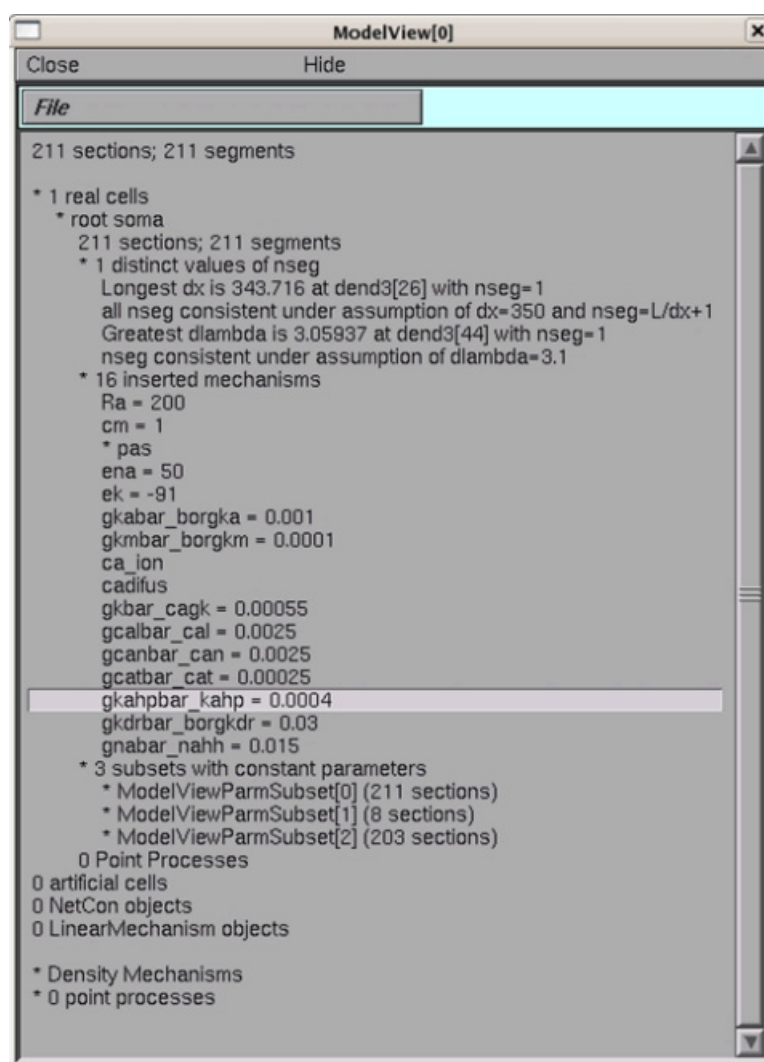 ModelView[0]
Close Hide
File
211 sections; 211 segments
* 1 real cells
* root soma
211 sections; 211 segments
* 1 distinct values of nseg
Longest dx is 343.716 at dend3[26] with nseg=1
all nseg consistent under assumption of dx=350 and nseg=L/dx+1
Greatest dlambda is 3.05937 at dend3[44] with nseg=1
nseg consistent under assumption of dlambda=3.1
* 16 inserted mechanisms
Ra = 200
cm = 1
* pas
ena = 50
ek = -91
gkabar_borgka = 0.001
gkmbar_borgkm = 0.0001
ca_ion
cadifus
gkbar_cagk = 0.00055
gcalbar_cal = 0.0025
gcanbar_can = 0.0025
gcatbar_cat = 0.00025
gkahpbar_kahp = 0.0004
gkdrbar_borgkdr = 0.03
gnabar_nahh = 0.015
* 3 subsets with constant parameters
* ModelViewParmSubset[0] (211 sections)
* ModelViewParmSubset[1] (8 sections)
* ModelViewParmSubset[2] (203 sections)
0 Point Processes
0 artificial cells
0 NetCon objects
0 LinearMechanism objects
* Density Mechanisms
* 0 point processes